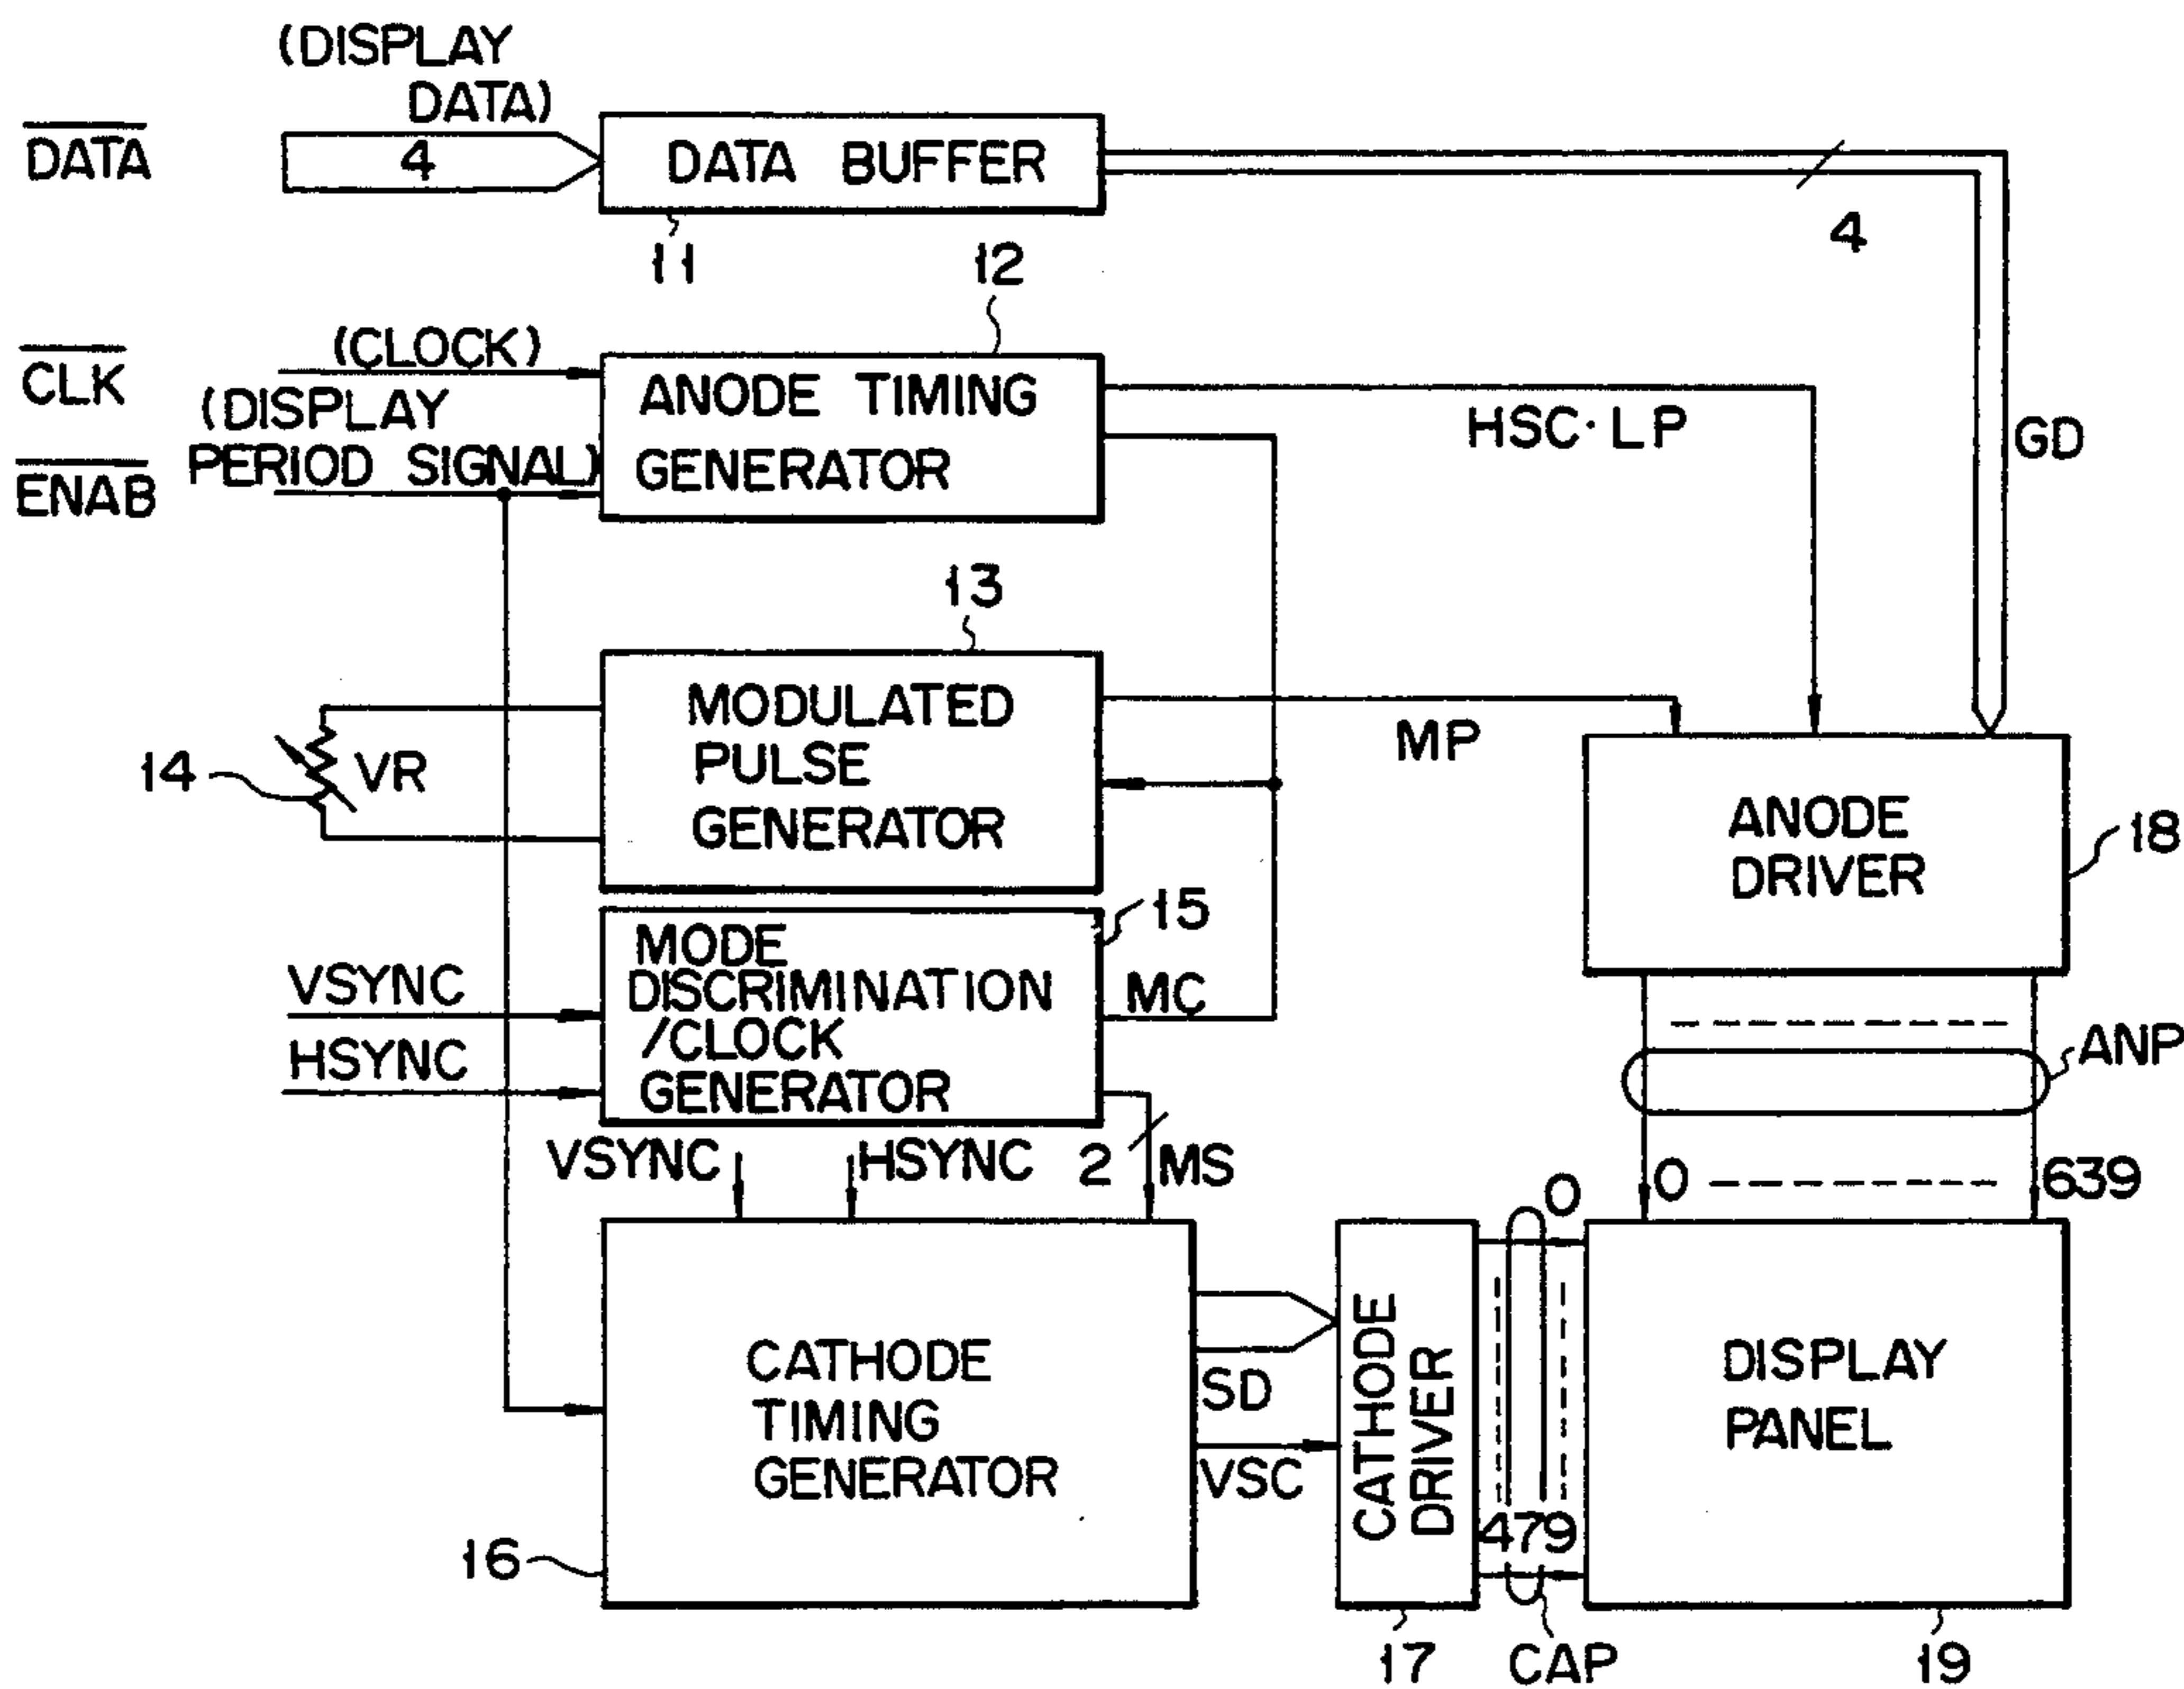 (DISPLAY
DATA)
DATA
4
DATA BUFFER
4
11
12
(CLOCK)
CLK
(DISPLAY
PERIOD SIGNAL)
ENAB
ANODE TIMING
GENERATOR
HSC·LP
GD
13
MODULATED
PULSE
GENERATOR
MP
14
VR
ANODE
DRIVER
18
15
MODE
DISCRIMINATION
/CLOCK
GENERATOR
VSYNC
HSYNC
MC
ANP
VSYNC
HSYNC
2
MS
0
0
639
CATHODE
TIMING
GENERATOR
SD
VSC
CATHODE
DRIVER
479
DISPLAY
PANEL
16
17
CAP
19